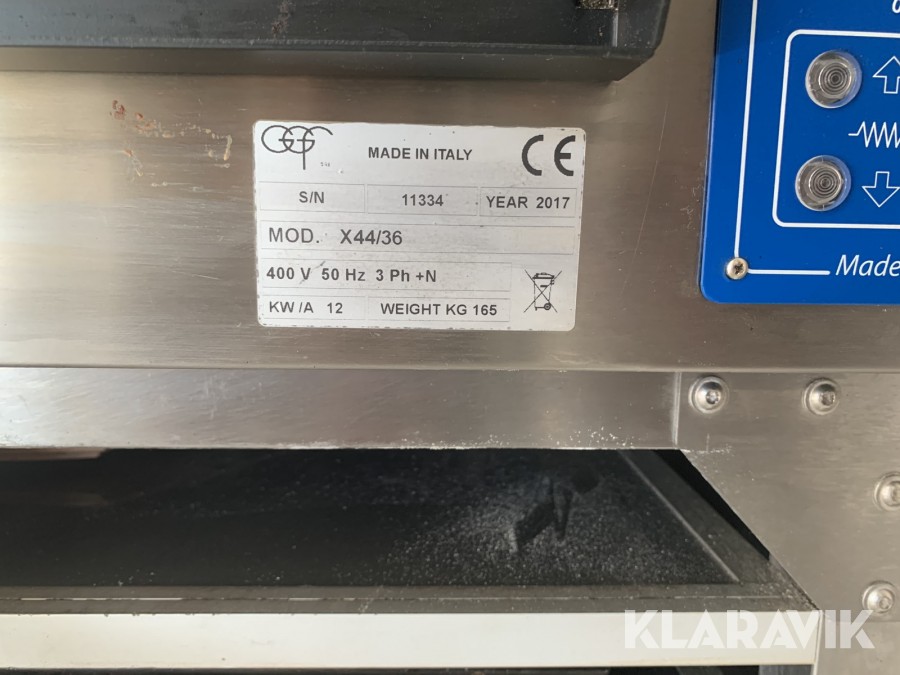 GGF s.r.l. MADE IN ITALY CE
S/N 11334 YEAR 2017
MOD. X44/36
400 V 50 Hz 3 Ph +N
KW/A 12 WEIGHT KG 165
Made
KLARAVIK